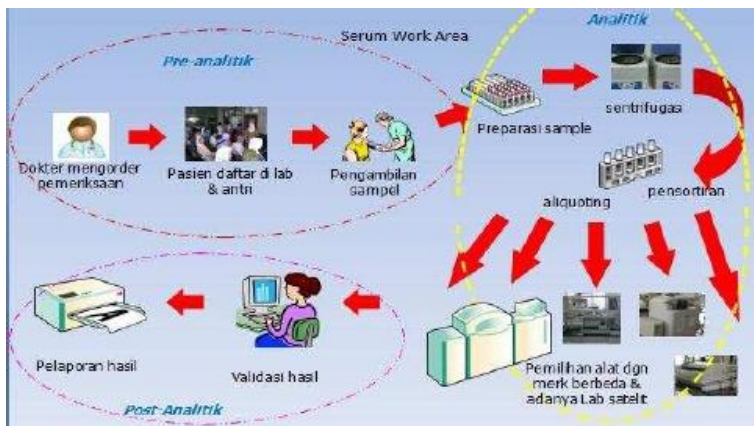 Serum Work Area
Analitik
Pre-analitik
Dokter mengorder
pemeriksaan
Pasien daftar di lab
& antri
Pengambilan
sampel
Preparasi sample
sentrifugasi
aliquoting
pensortiran
Pemilihan alat dgn
merk berbeda &
adanya Lab satelit
Validasi hasil
Pelaporan hasil
Post-Analitik